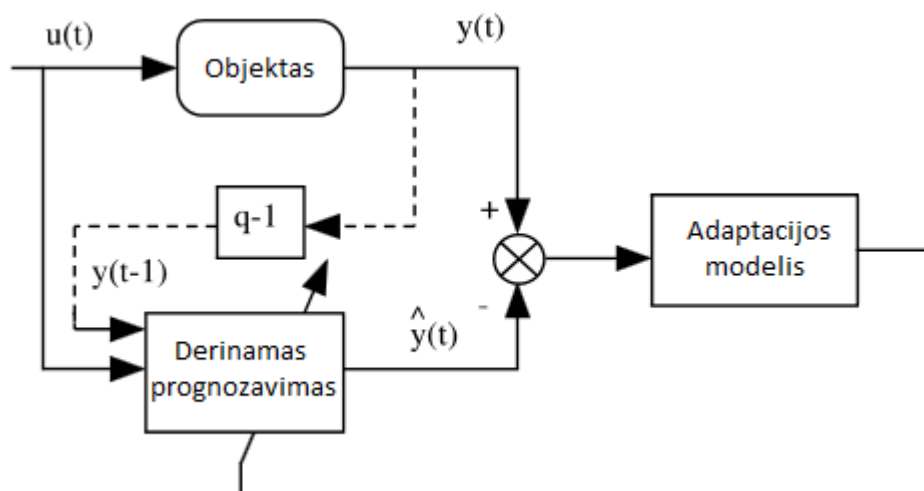 u(t)
Objektas
y(t)
q-1
+
y(t-1)
Adaptacijos
modelis
-
ŷ(t)
Derinamas
prognozavimas